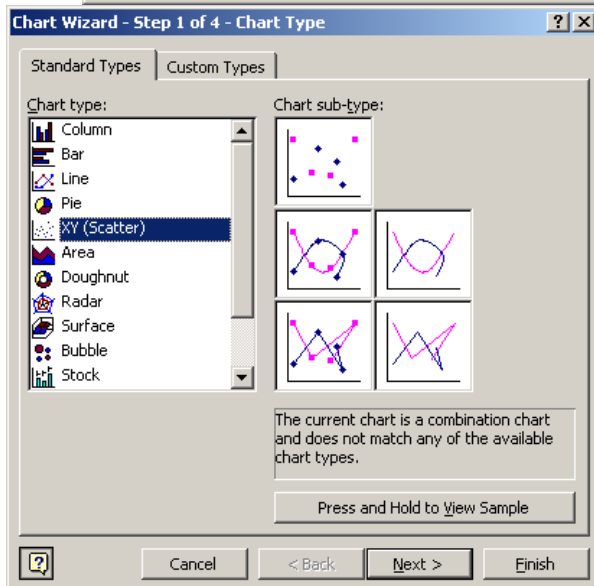 Chart Wizard - Step 1 of 4 - Chart Type
Standard Types
Custom Types
Chart type:
Column
Bar
Line
Pie
XY (Scatter)
Area
Doughnut
Radar
Surface
Bubble
Stock
Chart sub-type:
The current chart is a combination chart
and does not match any of the available
chart types.
Press and Hold to View Sample
Cancel
< Back
Next >
Finish